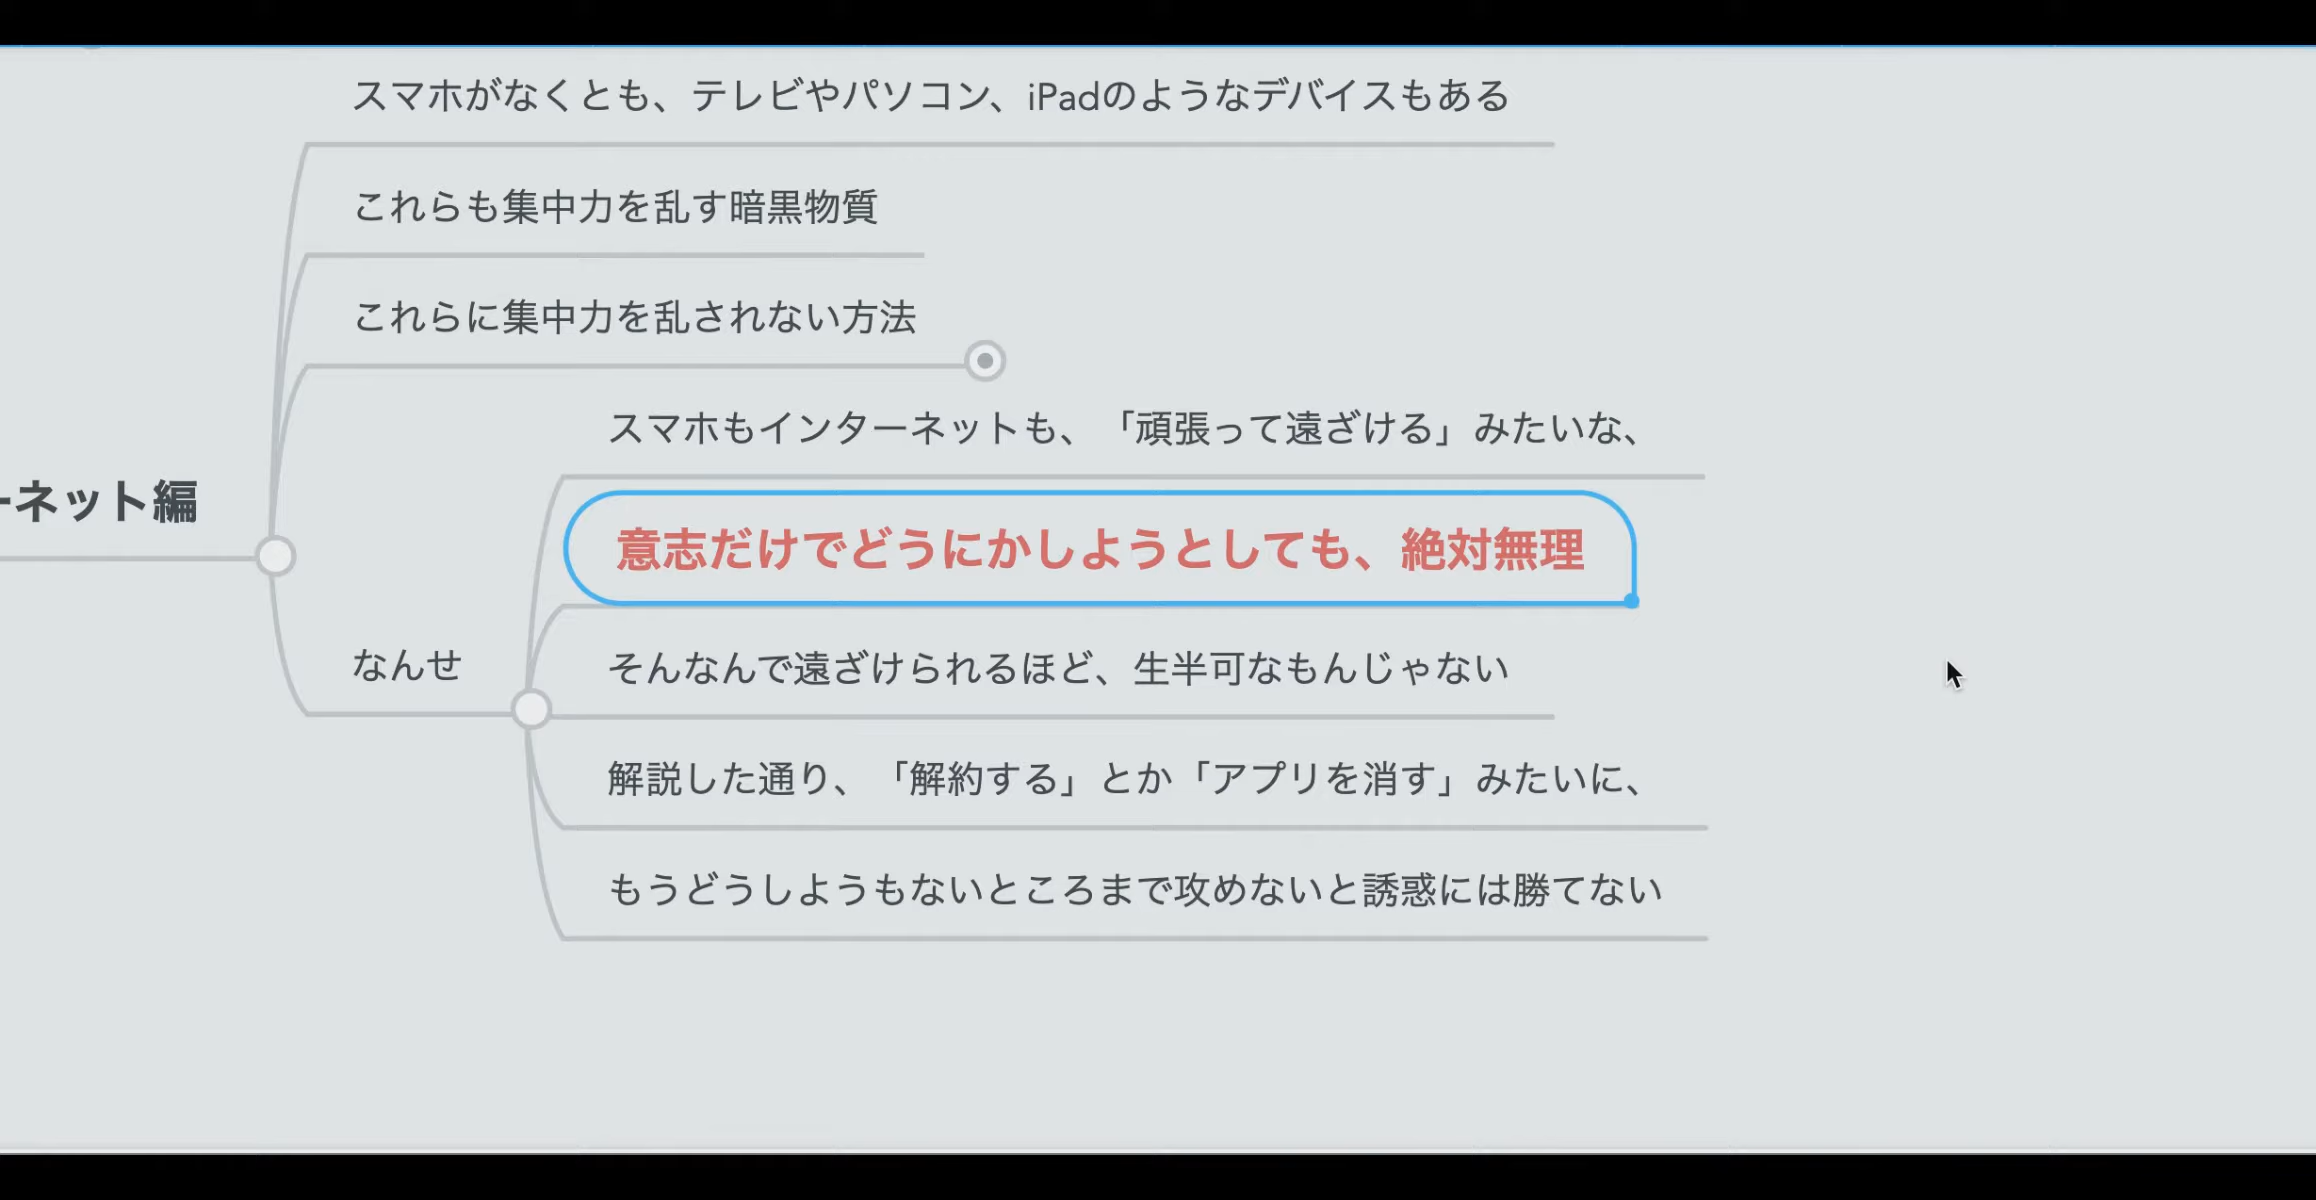 スマホがなくとも、テレビやパソコン、iPadのようなデバイスもある
これらも集中力を乱す暗黒物質
これらに集中力を乱されない方法
スマホもインターネットも、「頑張って遠ざける」みたいな、
ーネット編
意志だけでどうにかしようとしても、絶対無理
なんせ
そんなんで遠ざけられるほど、生半可なもんじゃない
解説した通り、「解約する」とか「アプリを消す」みたいに、
もうどうしようもないところまで攻めないと誘惑には勝てない